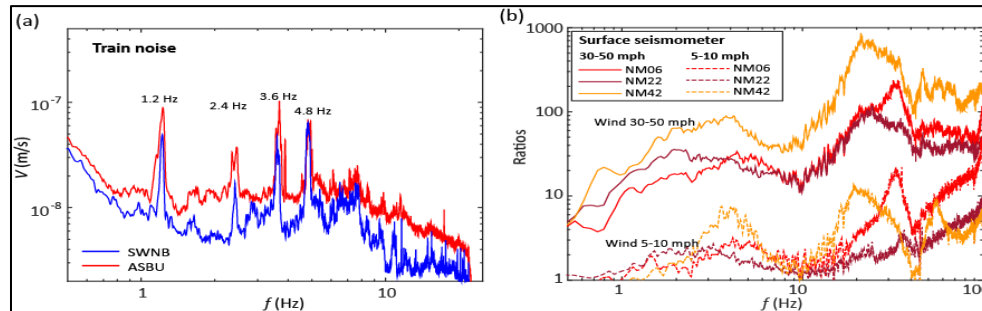 (a)
Train noise
1.2 Hz
2.4 Hz
3.6 Hz
4.8 Hz
10-7
10-8
V (m/s)
SWNB
ASBU
1
10
f (Hz)
(b)
1000
100
10
1
Ratios
Surface seismometer
30-50 mph 5-10 mph
NM06 NM06
NM22 NM22
NM42 NM42
Wind 30-50 mph
Wind 5-10 mph
1
10
f (Hz)